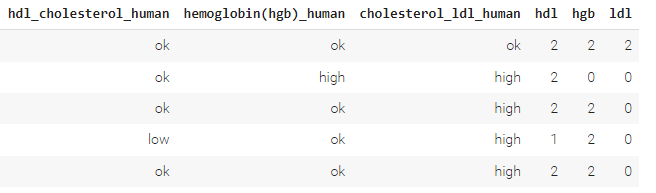 hdl_cholesterol_human hemoglobin(hgb)_human cholesterol_ldl_human hdl hgb ldl
ok ok ok 2 2 2
ok high high 2 0 0
ok ok high 2 2 0
low ok high 1 2 0
ok ok high 2 2 0